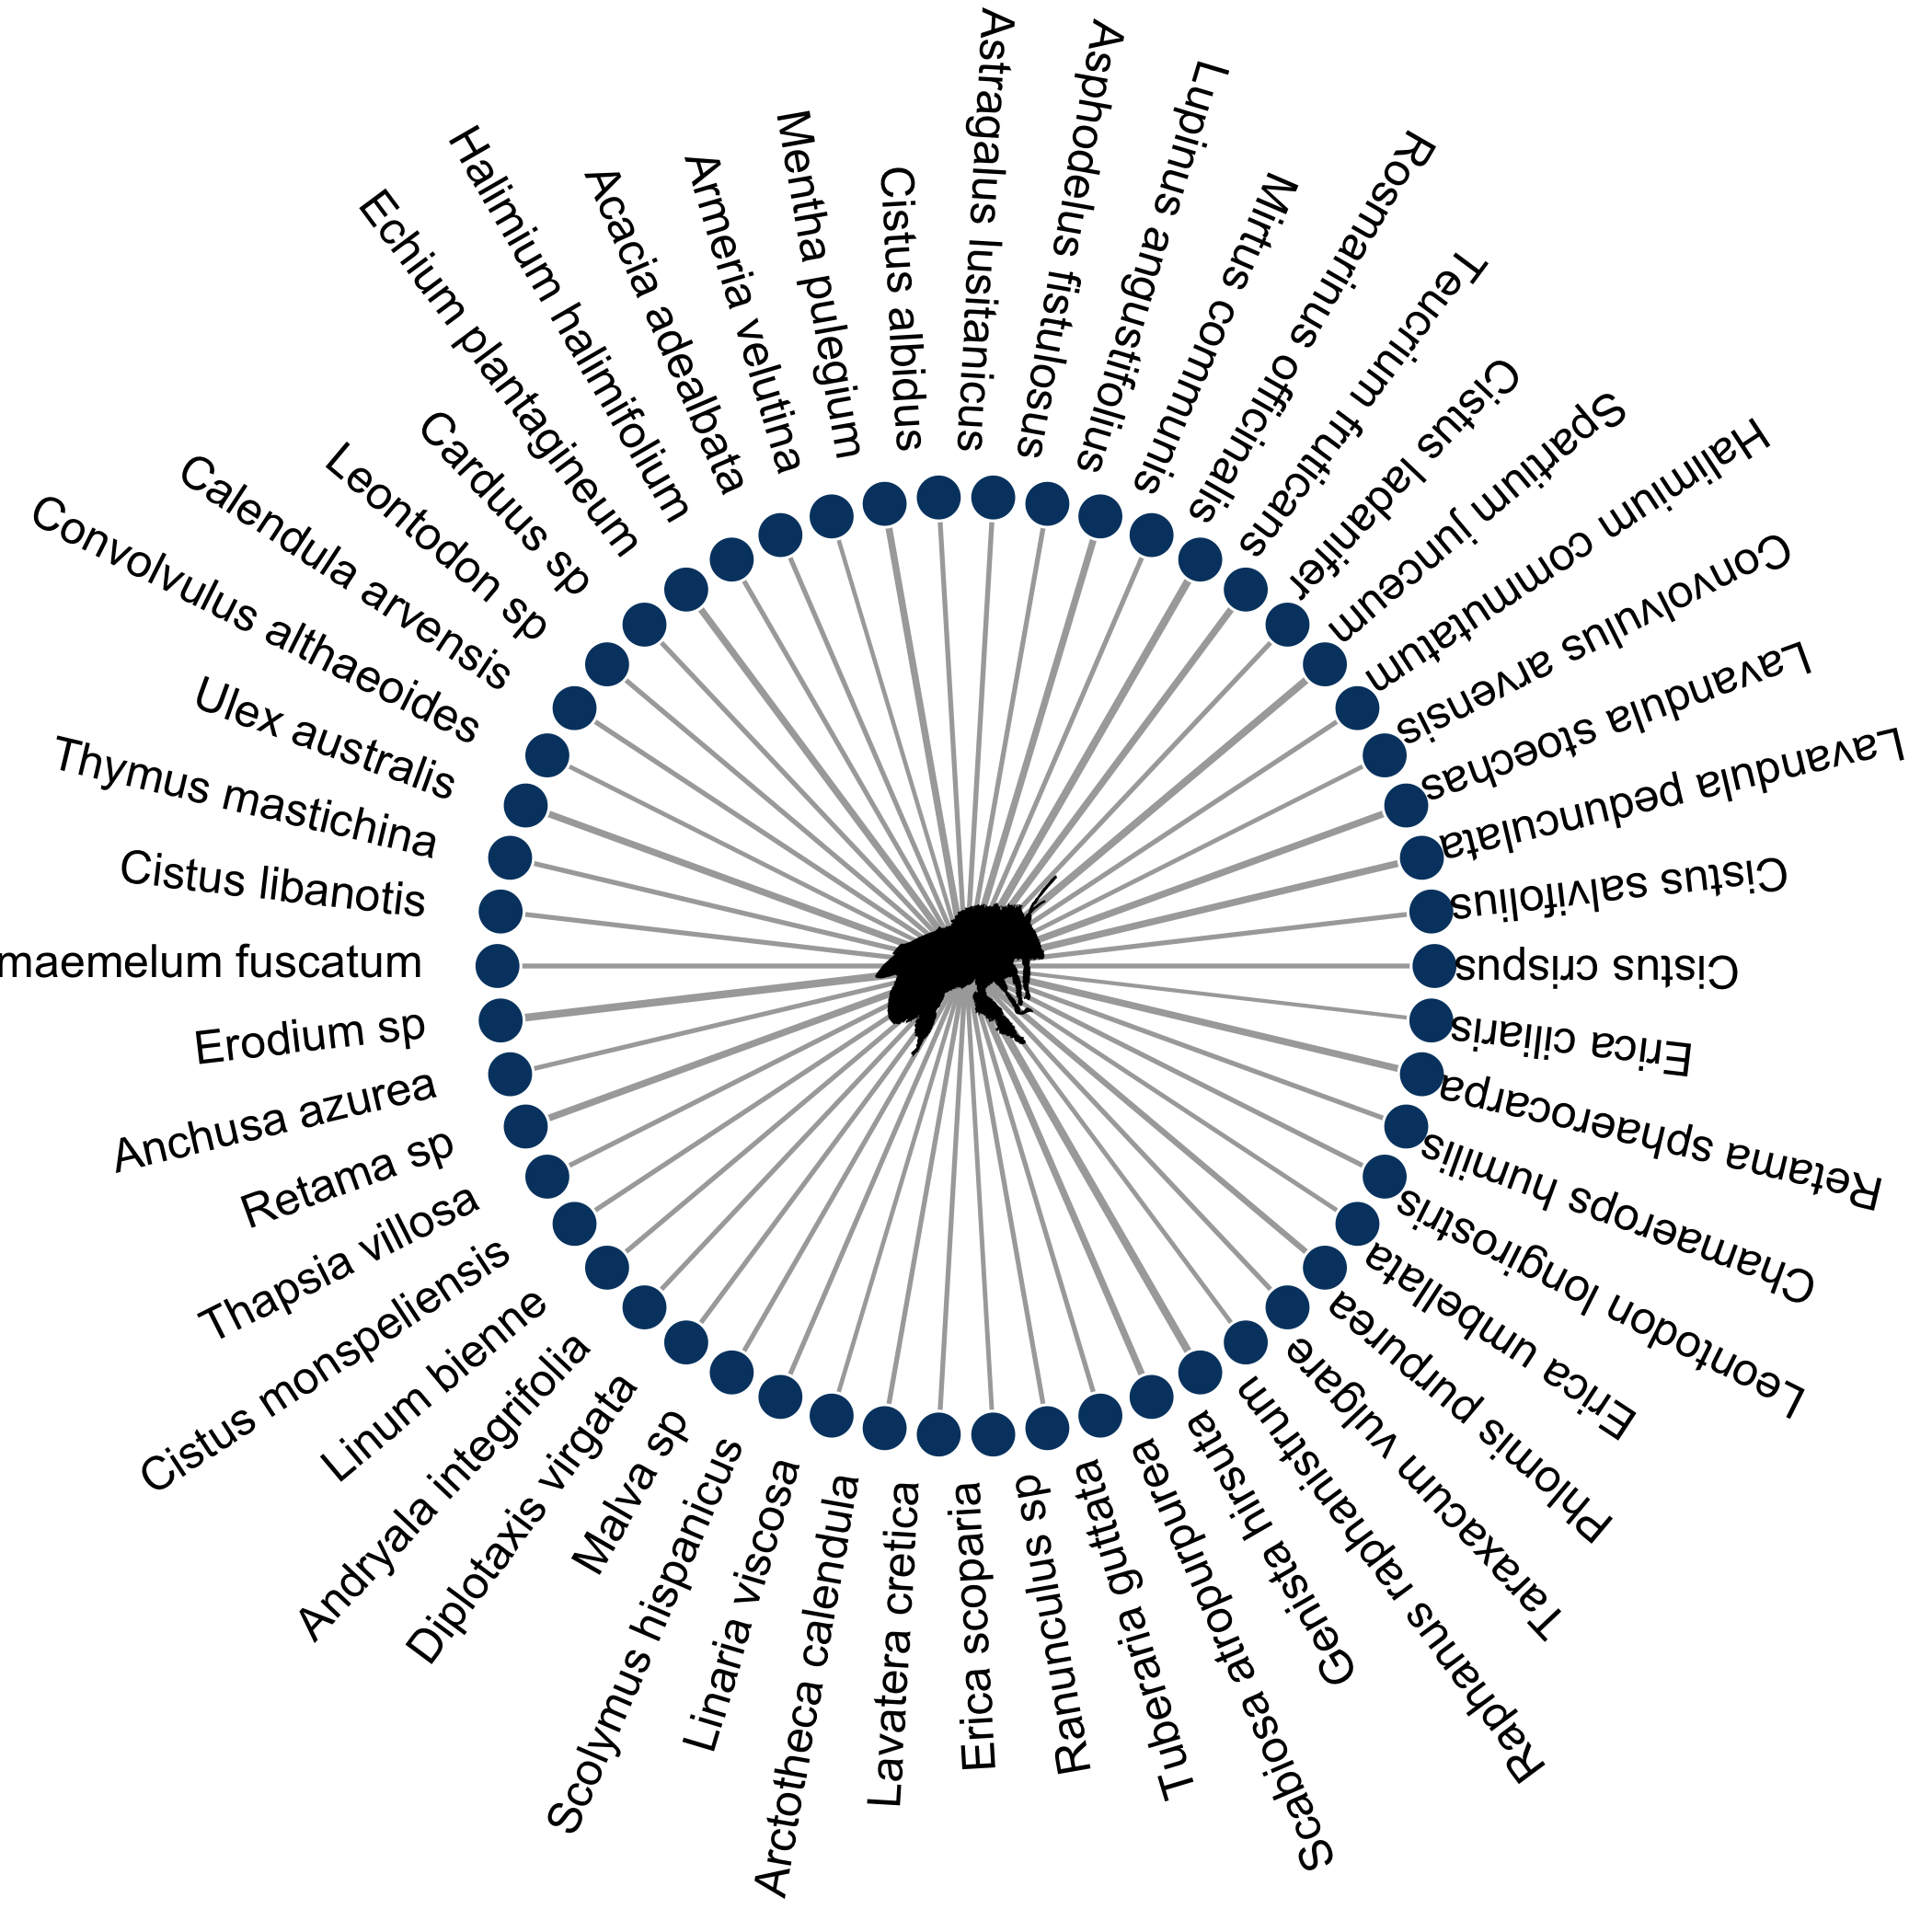 Astragalus lusitanicus
Asphodelus fistulosus
Lupinus angustifolius
Mirtus communis
Rosmarinus officinalis
Teucrium fruticans
Cistus ladanifer
Spartium junceum
Halimium commutatum
Convolvulus arvensis
Lavandula stoechas
Lavandula pedunculata
Cistus salvifolius
Cistus crispus
Erica ciliaris
Retama sphaerocarpa
Chamaerops humilis
Leontodon longirostris
Erica umbellata
Phlomis purpurea
Taraxacum vulgare
Raphanus raphanistrum
Genista hirsuta
Scabiosa atropurpurea
Tuberaria guttata
Ranunculus sp
Erica scoparia
Lavatera cretica
Arctotheca calendula
Linaria viscosa
Scolymus hispanicus
Malva sp
Diplotaxis virgata
Andryala integrifolia
Linum bienne
Cistus monspeliensis
Thapsia villosa
Retama sp
Anchusa azurea
Erodium sp
maemelum fuscatum
Cistus libanotis
Thymus mastichina
Ulex australis
Convolvulus althaeoides
Calendula arvensis
Leontodon sp
Carduus sp
Echium plantagineum
Halimium halimifolium
Acacia adealbata
Armeria velutina
Mentha pulegium
Cistus albidus